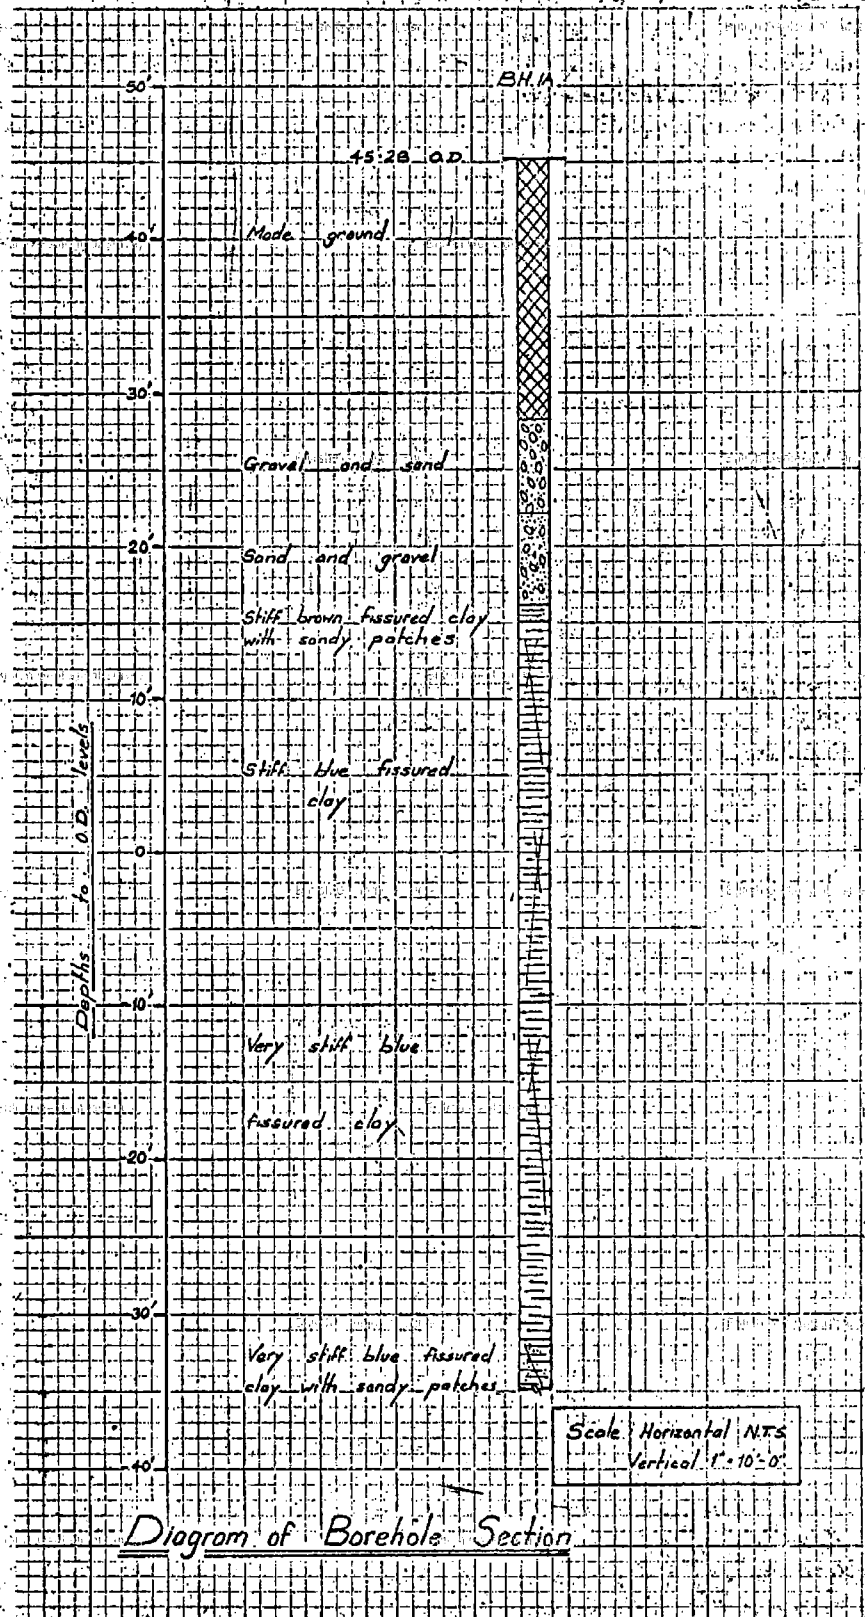 BH.1A
50'
45.28 O.D.
40'
Made ground
30'
Gravel and sand
20'
Sand and gravel
Stiff brown fissured clay
with sandy patches
10'
Depths to O.D. levels
Stiff blue fissured
clay
0
10'
Very stiff blue
fissured clay
20'
30'
Very stiff blue fissured
clay with sandy patches
Scale Horizontal N.T.S.
Vertical 1"=10'-0"
40'
Diagram of Borehole Section